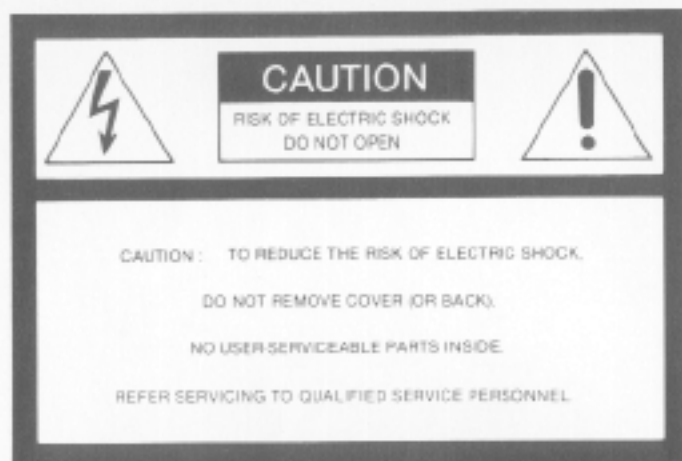 CAUTION
RISK OF ELECTRIC SHOCK
DO NOT OPEN
CAUTION : TO REDUCE THE RISK OF ELECTRIC SHOCK,
DO NOT REMOVE COVER (OR BACK).
NO USER-SERVICEABLE PARTS INSIDE.
REFER SERVICING TO QUALIFIED SERVICE PERSONNEL